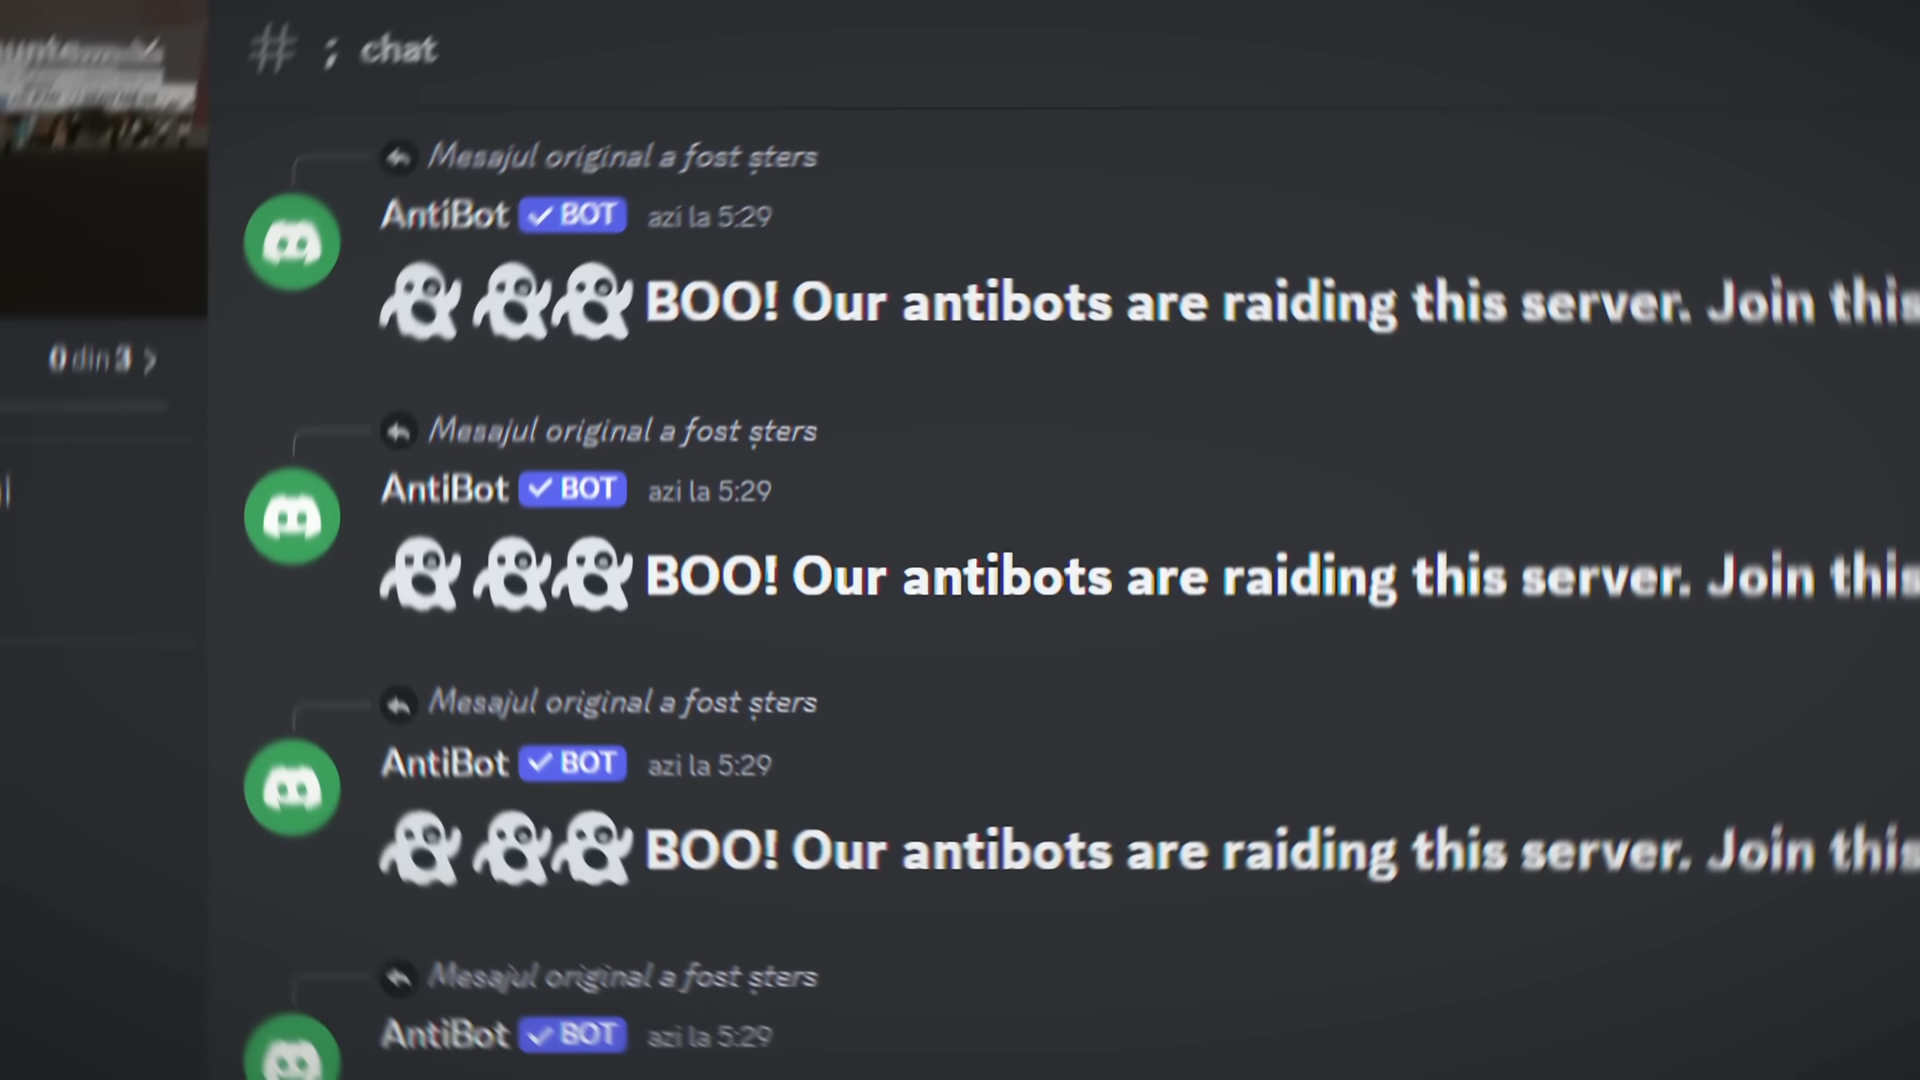 # ; chat
Mesajul original a fost șters
AntiBot ✓ BOT azi la 5:29
👻 👻👻 BOO! Our antibots are raiding this server. Join this
0 din 3 >
Mesajul original a fost șters
AntiBot ✓ BOT azi la 5:29
👻 👻👻 BOO! Our antibots are raiding this server. Join this
Mesajul original a fost șters
AntiBot ✓ BOT azi la 5:29
👻 👻👻 BOO! Our antibots are raiding this server. Join this
Mesajul original a fost șters
AntiBot ✓ BOT azi la 5:29